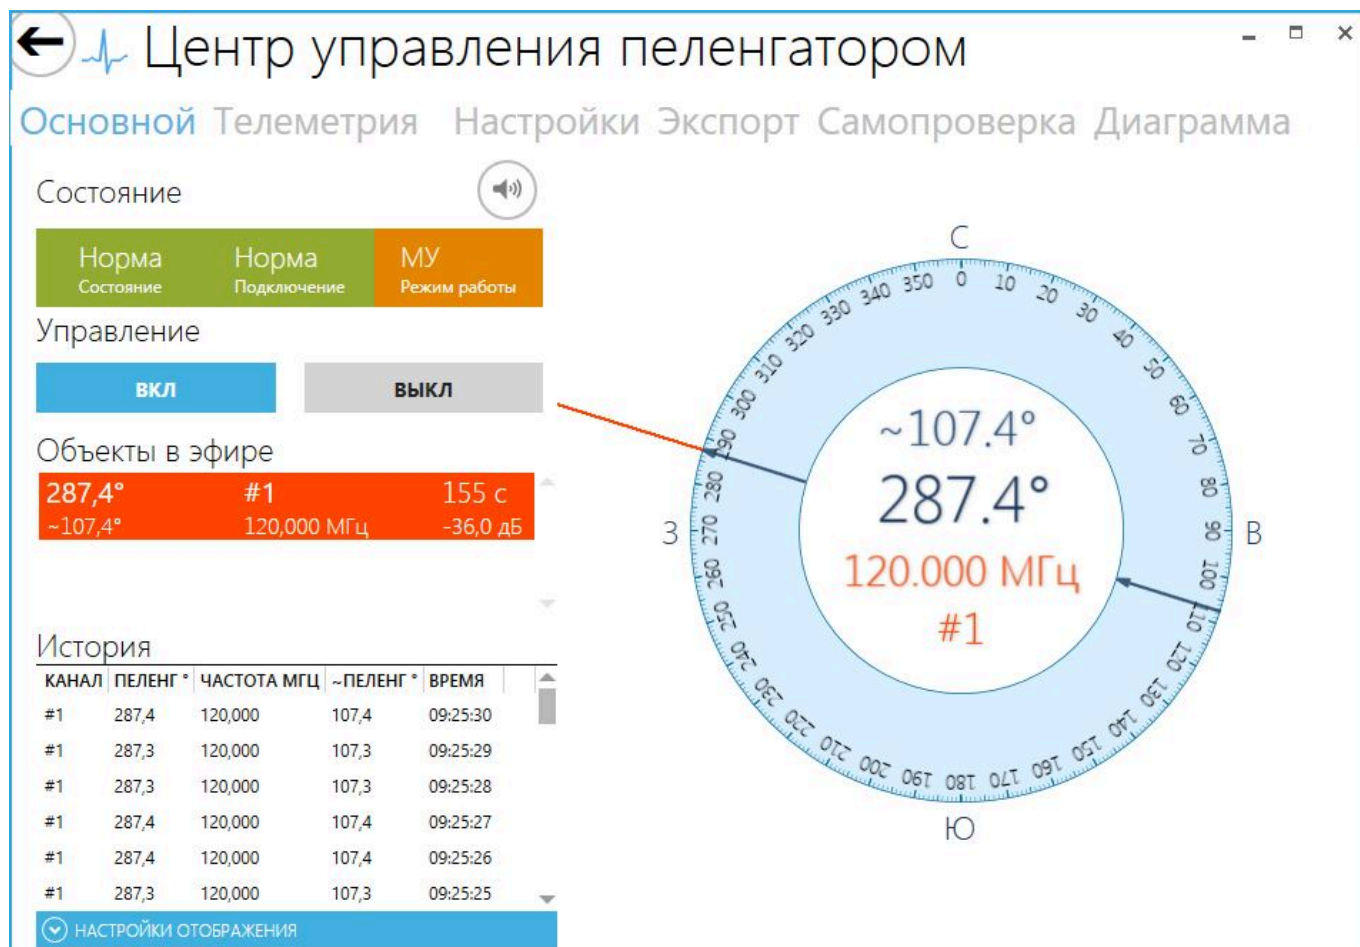 Центр управления пеленгатором
Основной Телеметрия Настройки Экспорт Самопроверка Диаграмма
Состояние
Норма Норма МУ
Состояние Подключение Режим работы
Управление
ВКЛ ВЫКЛ
Объекты в эфире
287,4° #1 155 с
~107,4° 120,000 МГц -36,0 дБ
История
КАНАЛ ПЕЛЕНГ ° ЧАСТОТА МГЦ ~ПЕЛЕНГ ° ВРЕМЯ
#1 287,4 120,000 107,4 09:25:30
#1 287,3 120,000 107,3 09:25:29
#1 287,3 120,000 107,3 09:25:28
#1 287,4 120,000 107,4 09:25:27
#1 287,4 120,000 107,4 09:25:26
#1 287,3 120,000 107,3 09:25:25
НАСТРОЙКИ ОТОБРАЖЕНИЯ
С
0 10 20 30 40 50 60 70 80 90 100 110 120 130 140 150 160 170 180 190 200 210 220 230 240 250 260 270 280 290 300 310 320 330 340 350
~107.4°
287.4°
120.000 МГц
#1
З
В
Ю